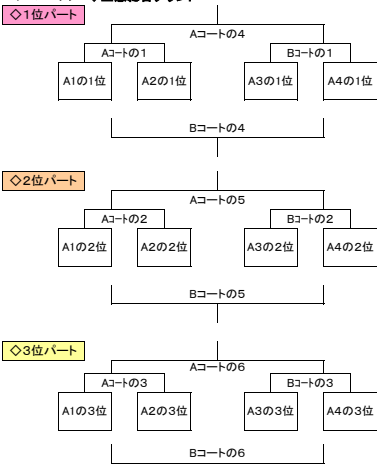 ◇1位パート
Aコートの4
Aコートの1 Bコートの1
A1の1位 A2の1位 A3の1位 A4の1位
Bコートの4
◇2位パート
Aコートの5
Aコートの2 Bコートの2
A1の2位 A2の2位 A3の2位 A4の2位
Bコートの5
◇3位パート
Aコートの6
Aコートの3 Bコートの3
A1の3位 A2の3位 A3の3位 A4の3位
Bコートの6